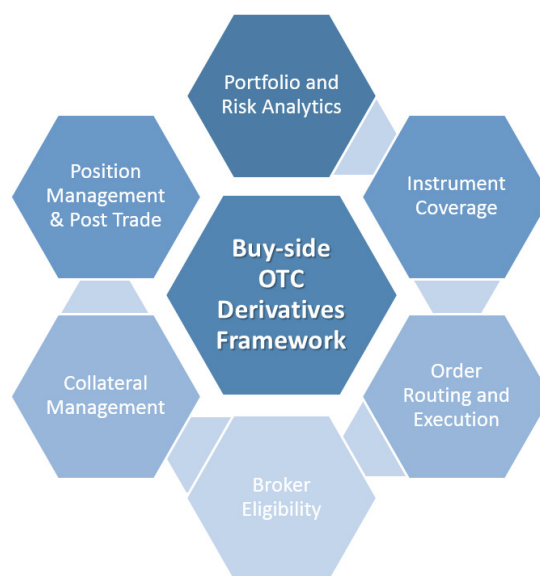 Portfolio and
Risk Analytics
Position
Management
& Post Trade
Instrument
Coverage
Buy-side
OTC
Derivatives
Framework
Collateral
Management
Order
Routing and
Execution
Broker
Eligibility